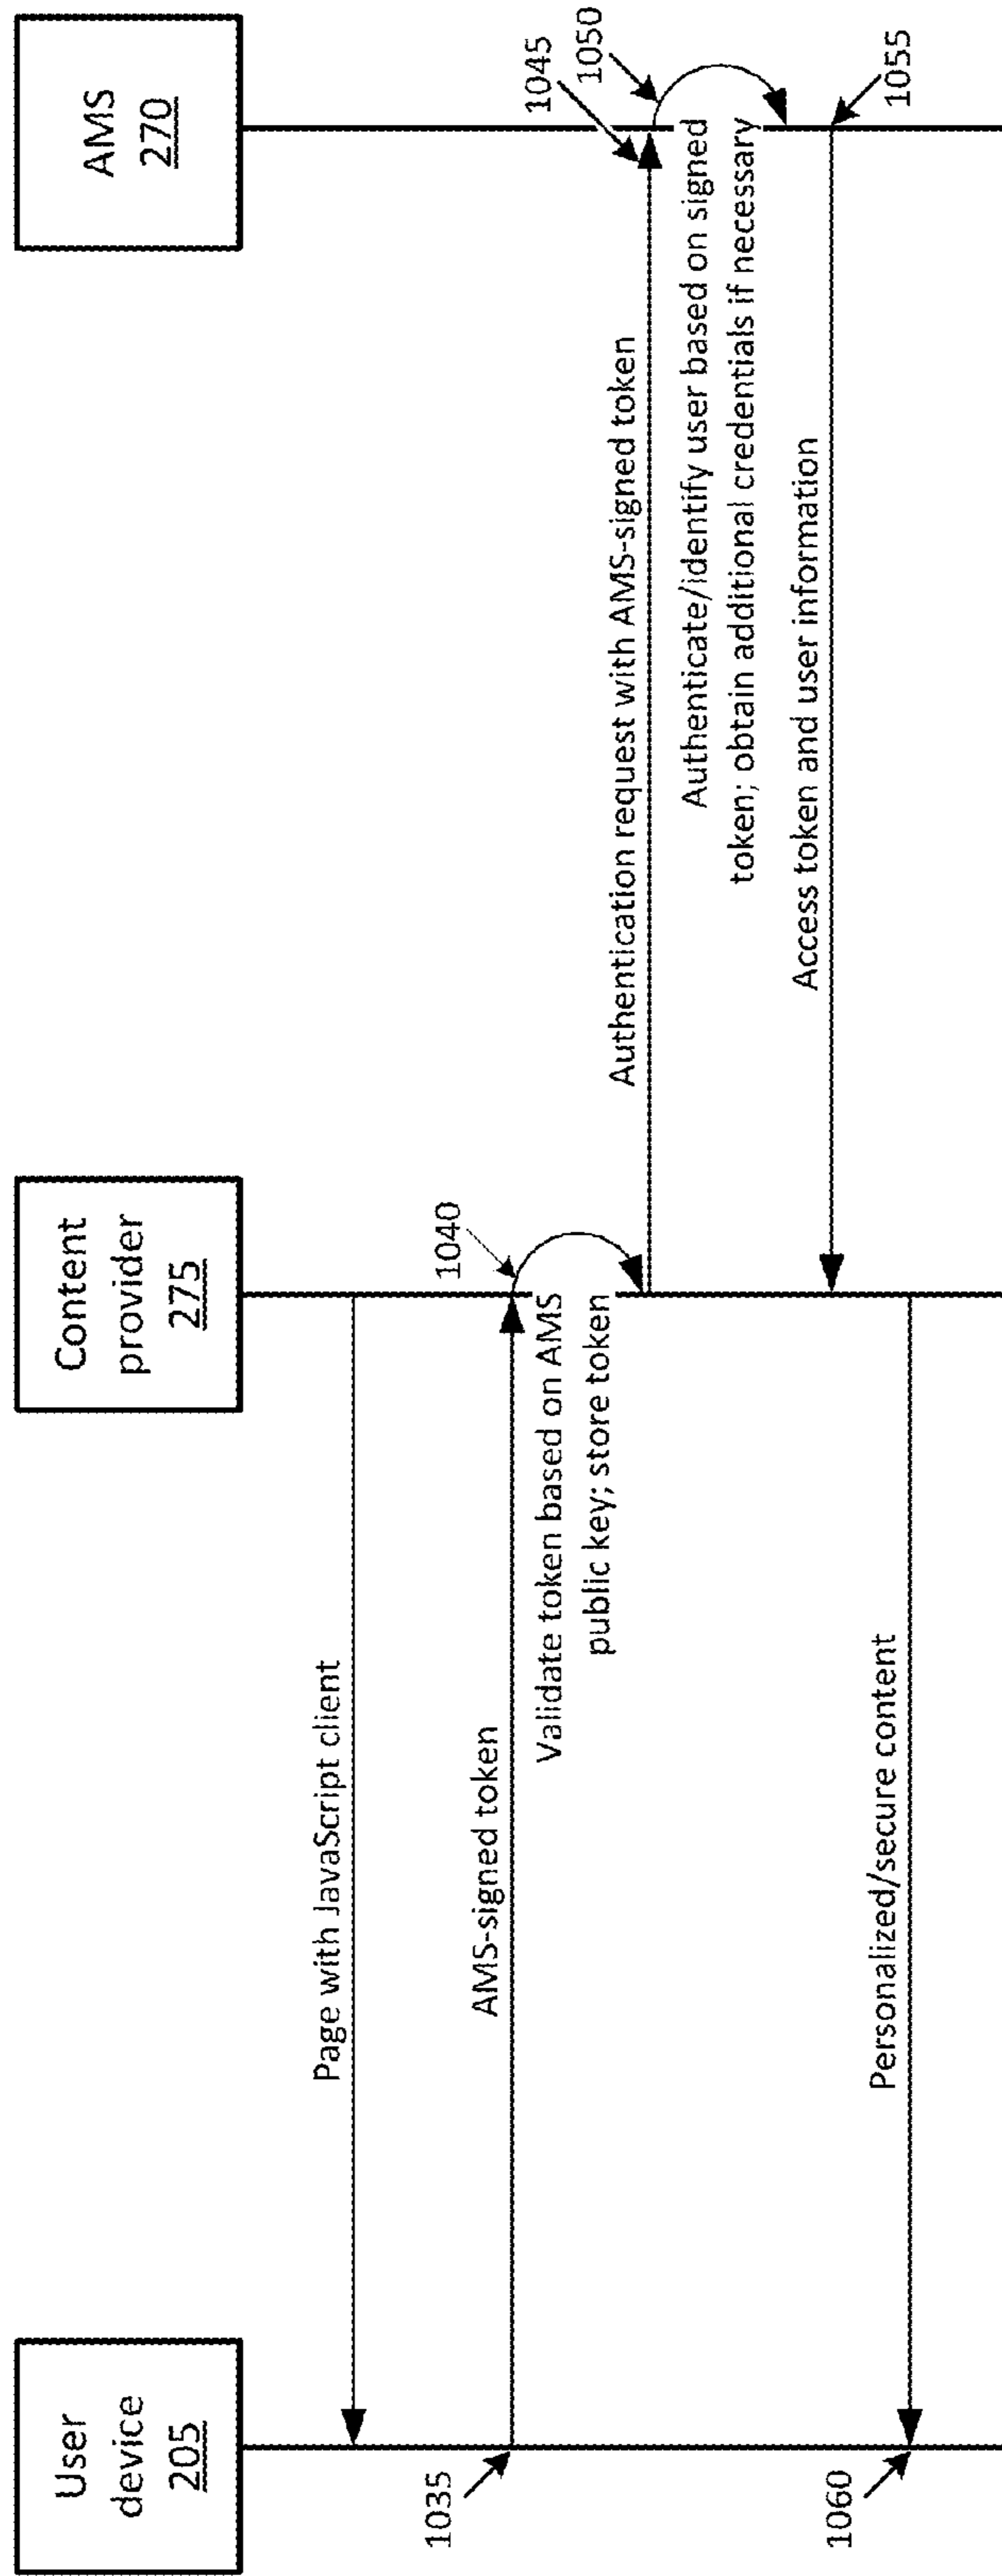 User
device
205
Content
provider
275
AMS
270
Page with JavaScript client
1035
AMS-signed token
1040
Validate token based on AMS
public key; store token
Authentication request with AMS-signed token
1045
1050
Authenticate/identify user based on signed
token; obtain additional credentials if necessary
Access token and user information
1055
1060
Personalized/secure content